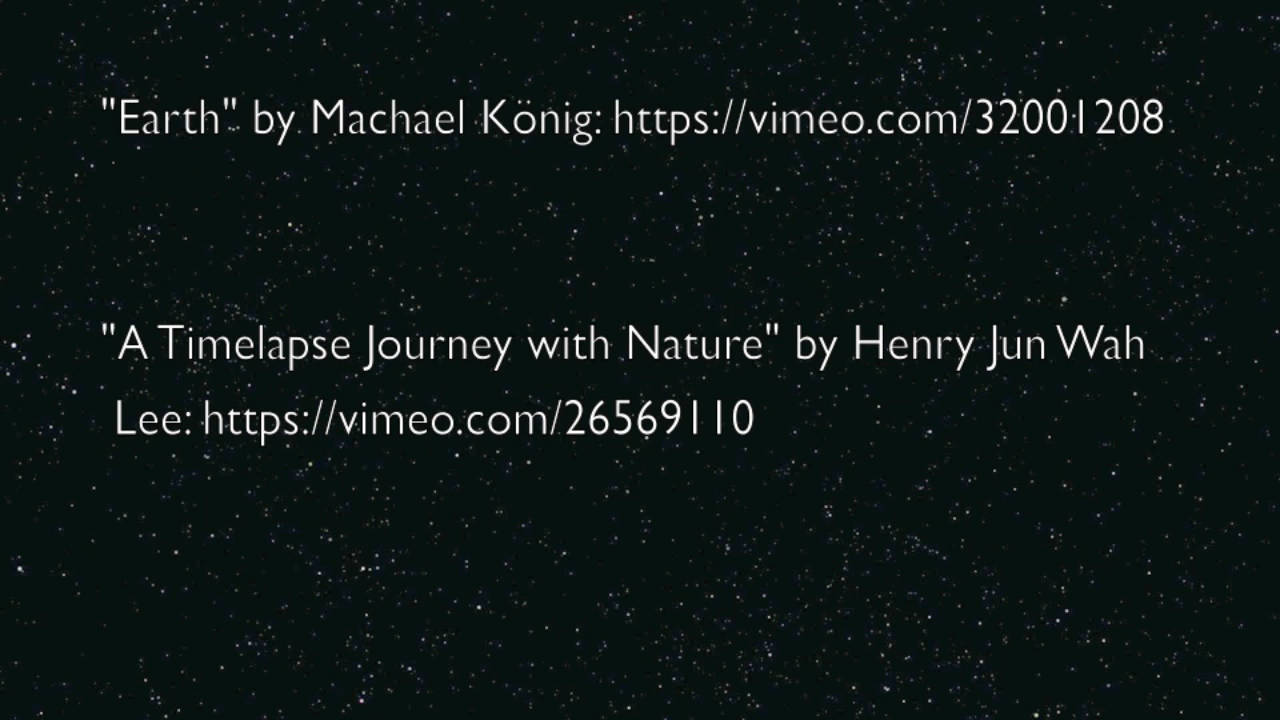 "Earth" by Machael König: https://vimeo.com/32001208
"A Timelapse Journey with Nature" by Henry Jun Wah
Lee: https://vimeo.com/26569110